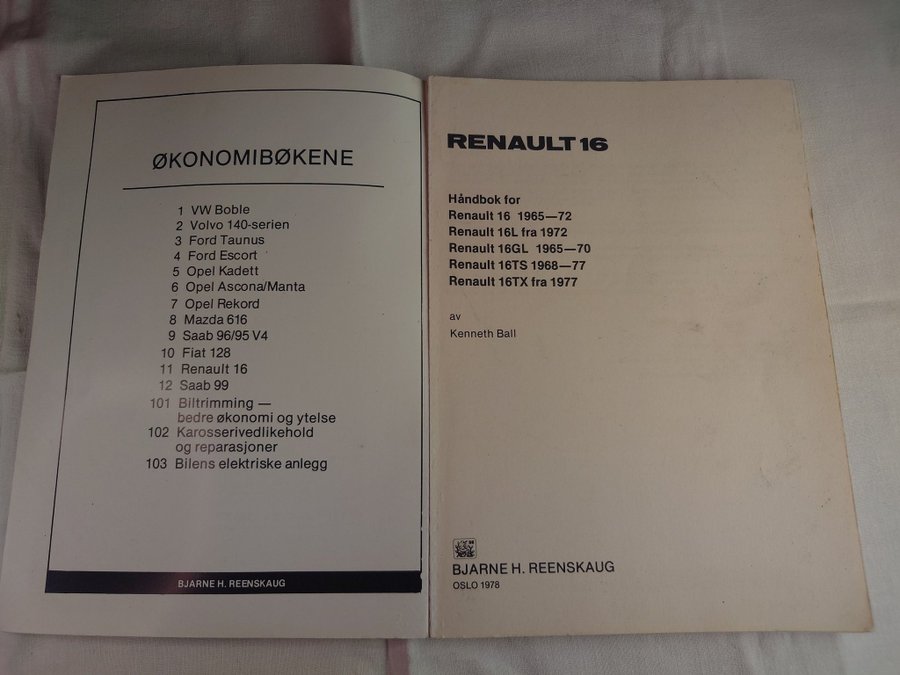 ØKONOMIBØKENE
1 VW Boble
2 Volvo 140-serien
3 Ford Taunus
4 Ford Escort
5 Opel Kadett
6 Opel Ascona/Manta
7 Opel Rekord
8 Mazda 616
9 Saab 96/95 V4
10 Fiat 128
11 Renault 16
12 Saab 99
101 Biltrimming —
bedre økonomi og ytelse
102 Karosserivedlikehold
og reparasjoner
103 Bilens elektriske anlegg
BJARNE H. REENSKAUG
RENAULT 16
Håndbok for
Renault 16 1965—72
Renault 16L fra 1972
Renault 16GL 1965—70
Renault 16TS 1968—77
Renault 16TX fra 1977
av
Kenneth Ball
BJARNE H. REENSKAUG
OSLO 1978